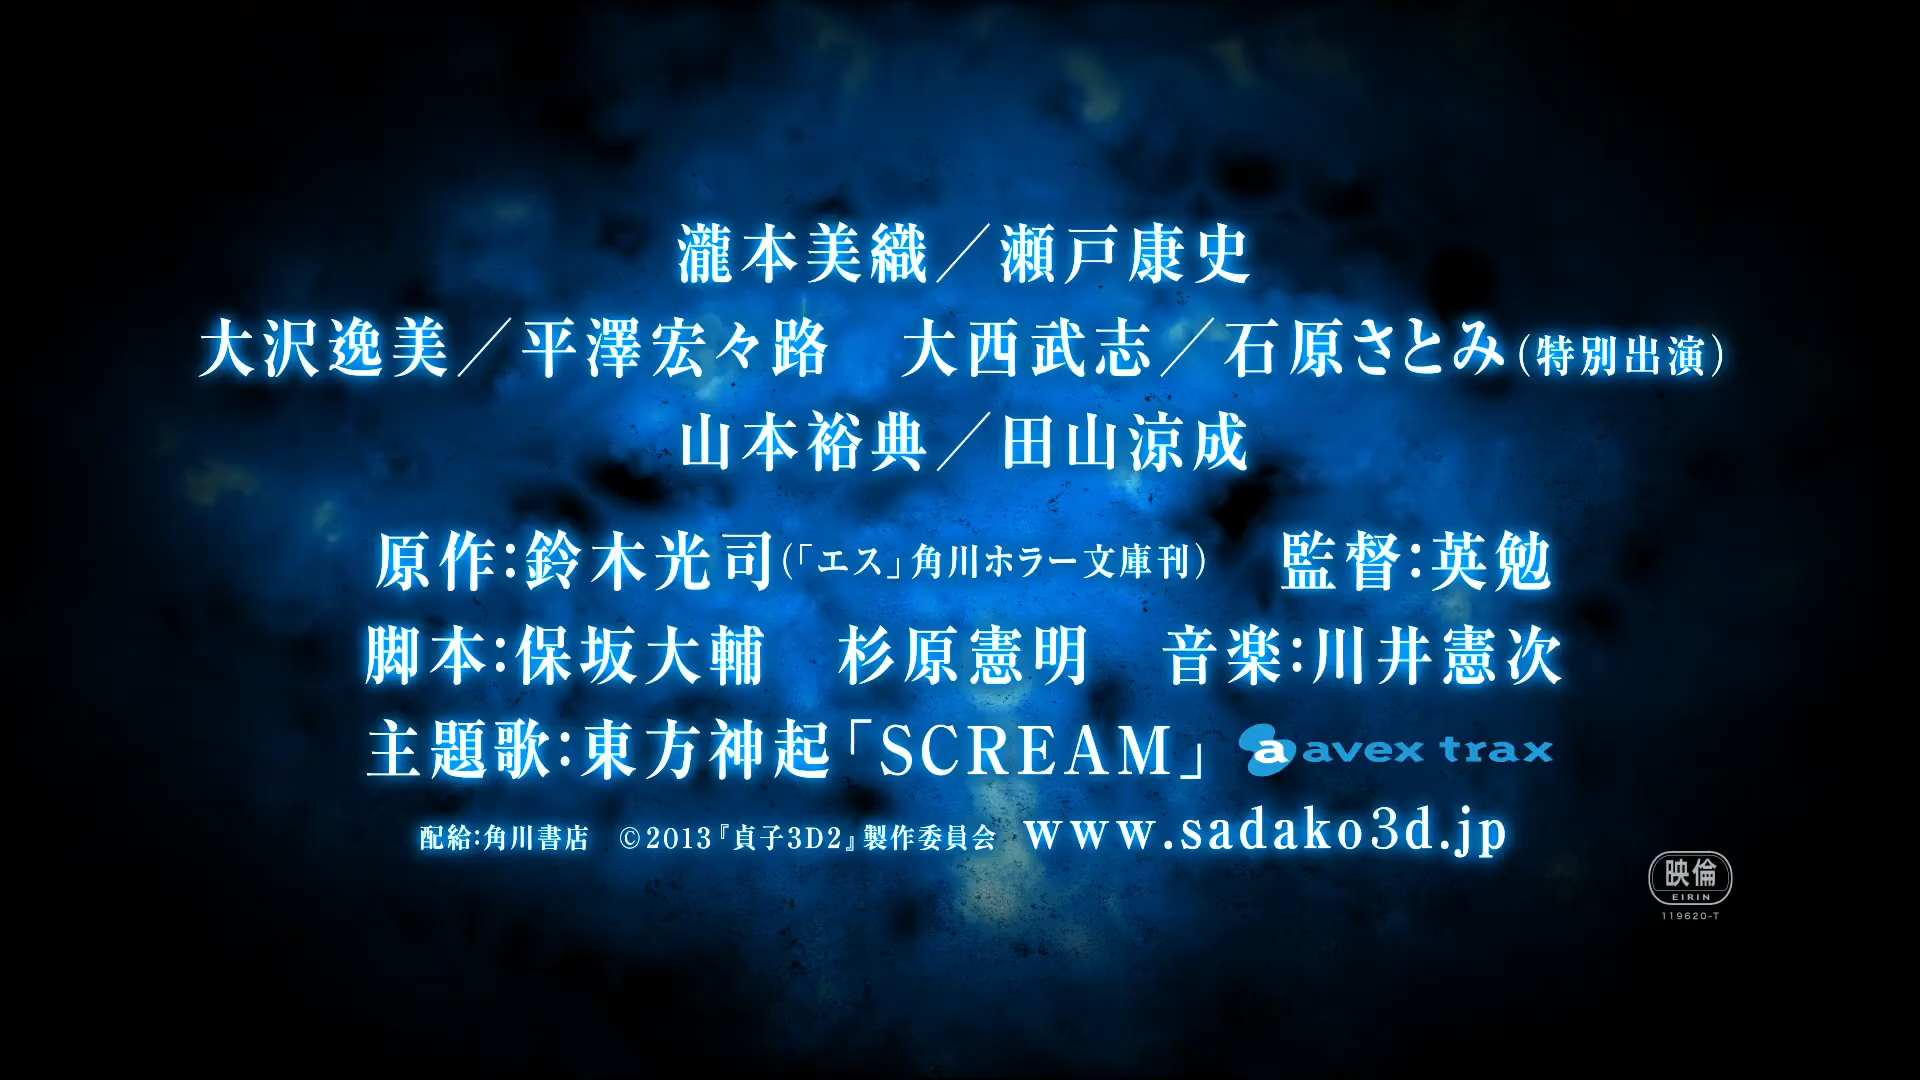 瀧本美織／瀬戸康史
大沢逸美／平澤宏々路　大西武志／石原さとみ(特別出演)
山本裕典／田山涼成
原作:鈴木光司(「エス」角川ホラー文庫刊)　監督:英勉
脚本:保坂大輔　杉原憲明　音楽:川井憲次
主題歌:東方神起「SCREAM」 a avex trax
配給:角川書店　©2013『貞子3D2』製作委員会 www.sadako3d.jp
映倫
EIRIN
119620-T